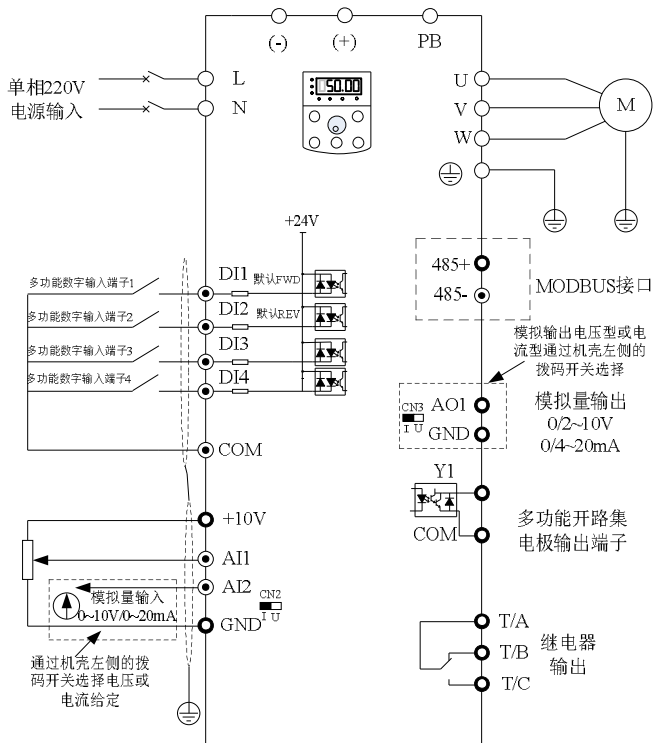 (-)
(+)
PB
单相220V
电源输入
L
N
50.00
U
V
W
M
+24V
多功能数字输入端子1
DI1
默认FWD
多功能数字输入端子2
DI2
默认REV
多功能数字输入端子3
DI3
多功能数字输入端子4
DI4
COM
485+
485-
MODBUS接口
模拟输出电压型或电
流型通过机壳左侧的
拨码开关选择
CN3
I U
AO1
GND
模拟量输出
0/2~10V
0/4~20mA
Y1
COM
多功能开路集
电极输出端子
+10V
AI1
AI2
CN2
I U
GND
模拟量输入
0~10V/0~20mA
通过机壳左侧的拨
码开关选择电压或
电流给定
T/A
T/B
T/C
继电器
输出